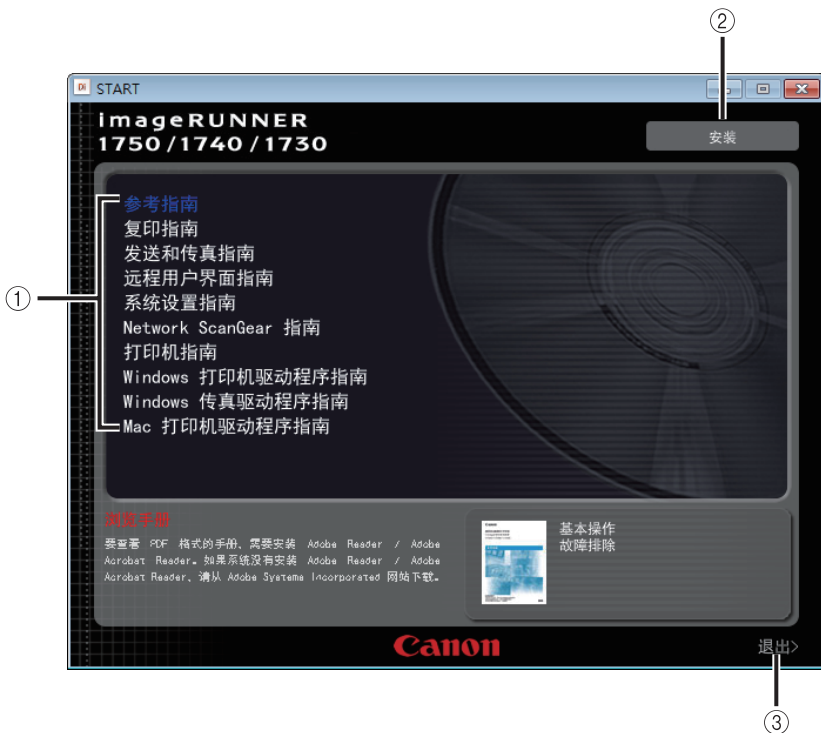 ②
START
imageRUNNER
1750/1740/1730
安装
①
参考指南
复印指南
发送和传真指南
远程用户界面指南
系统设置指南
Network ScanGear 指南
打印机指南
Windows 打印机驱动程序指南
Windows 传真驱动程序指南
Mac 打印机驱动程序指南
浏览手册
要查看 PDF 格式的手册，需要安装 Adobe Reader / Adobe
Acrobat Reader。如果系统没有安装 Adobe Reader / Adobe
Acrobat Reader，请从 Adobe Systems Incorporated 网站下载。
基本操作
故障排除
Canon
退出>
③